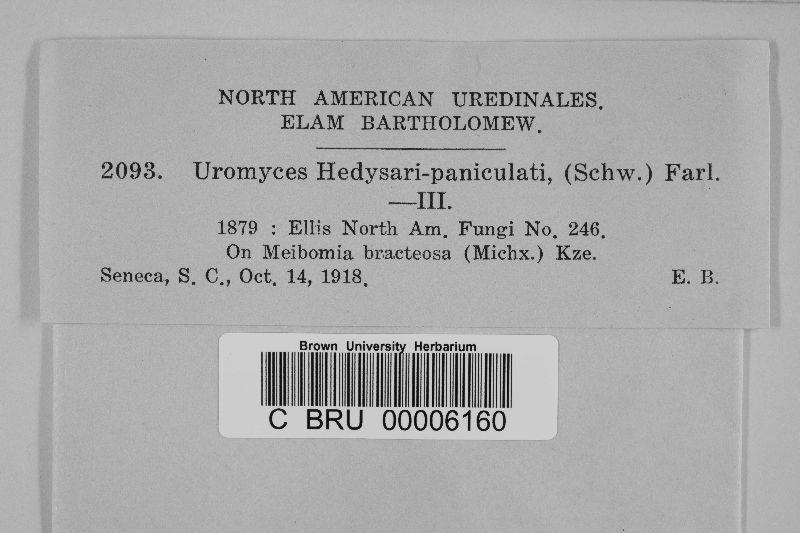 NORTH AMERICAN UREDINALES.
ELAM BARTHOLOMEW.
2093. Uromyces Hedysari-paniculati, (Schw.) Farl.
—III.
1879 : Ellis North Am. Fungi No. 246.
On Meibomia bracteosa (Michx.) Kze.
Seneca, S. C., Oct. 14, 1918. E. B.
Brown University Herbarium
C BRU 00006160